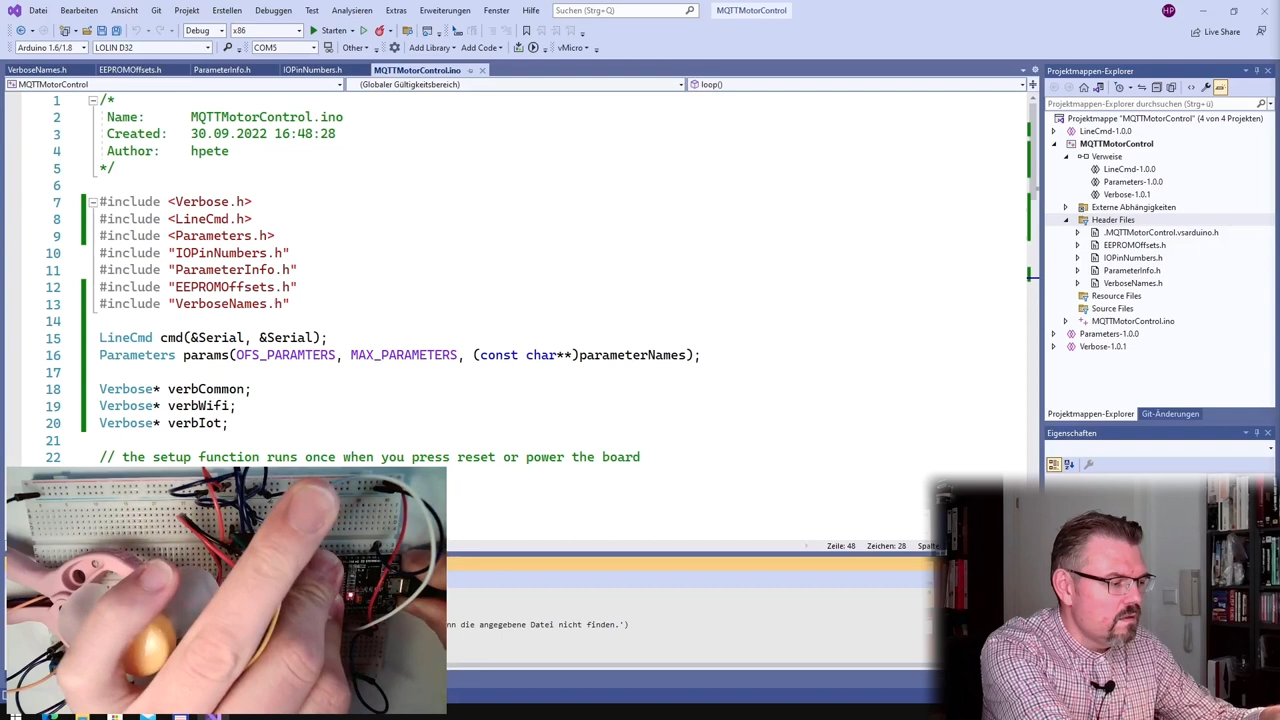 Datei Bearbeiten Ansicht Git Projekt Erstellen Debuggen Test Analysieren Extras Erweiterungen Fenster Hilfe Suchen (Strg+Q) MQTTMotorControl HP
Debug x86 Starten Live Share
Arduino 1.6/1.8 LOLIN D32 COM5 Other Add Library Add Code vMicro
VerboseNames.h EEPROMOffsets.h ParameterInfo.h IOPinNumbers.h MQTTMotorControl.ino
MQTTMotorControl (Globaler Gültigkeitsbereich) loop()
1 /*
2 Name: MQTTMotorControl.ino
3 Created: 30.09.2022 16:48:28
4 Author: hpete
5 */
6
7 #include <Verbose.h>
8 #include <LineCmd.h>
9 #include <Parameters.h>
10 #include "IOPinNumbers.h"
11 #include "ParameterInfo.h"
12 #include "EEPROMOffsets.h"
13 #include "VerboseNames.h"
14
15 LineCmd cmd(&Serial, &Serial);
16 Parameters params(OFS_PARAMTERS, MAX_PARAMETERS, (const char**)parameterNames);
17
18 Verbose* verbCommon;
19 Verbose* verbWifi;
20 Verbose* verbIot;
21
22 // the setup function runs once when you press reset or power the board
Zeile: 48 Zeichen: 28 Spalte
nn die angegebene Datei nicht finden.')
Projektmappen-Explorer
Projektmappen-Explorer durchsuchen (Strg+ü)
Projektmappe "MQTTMotorControl" (4 von 4 Projekten)
LineCmd-1.0.0
MQTTMotorControl
Verweise
LineCmd-1.0.0
Parameters-1.0.0
Verbose-1.0.1
Externe Abhängigkeiten
Header Files
.MQTTMotorControl.vsarduino.h
EEPROMOffsets.h
IOPinNumbers.h
ParameterInfo.h
VerboseNames.h
Resource Files
Source Files
MQTTMotorControl.ino
Parameters-1.0.0
Verbose-1.0.1
Projektmappen-Explorer Git-Änderungen
Eigenschaften